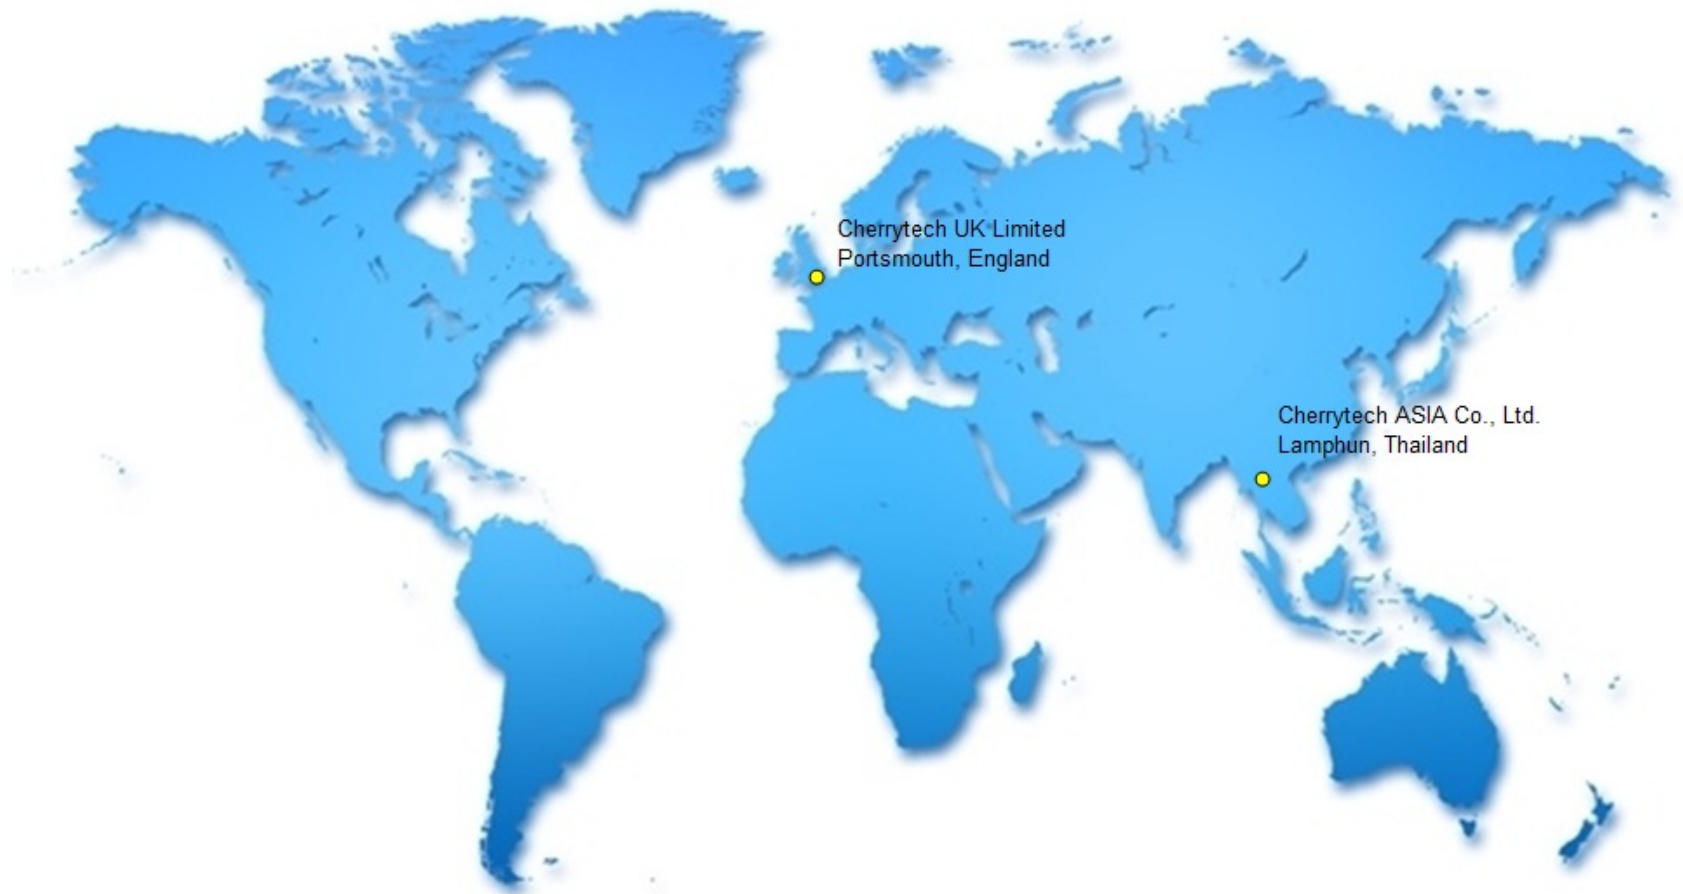 Cherrytech UK Limited
Portsmouth, England
Cherrytech ASIA Co., Ltd.
Lamphun, Thailand